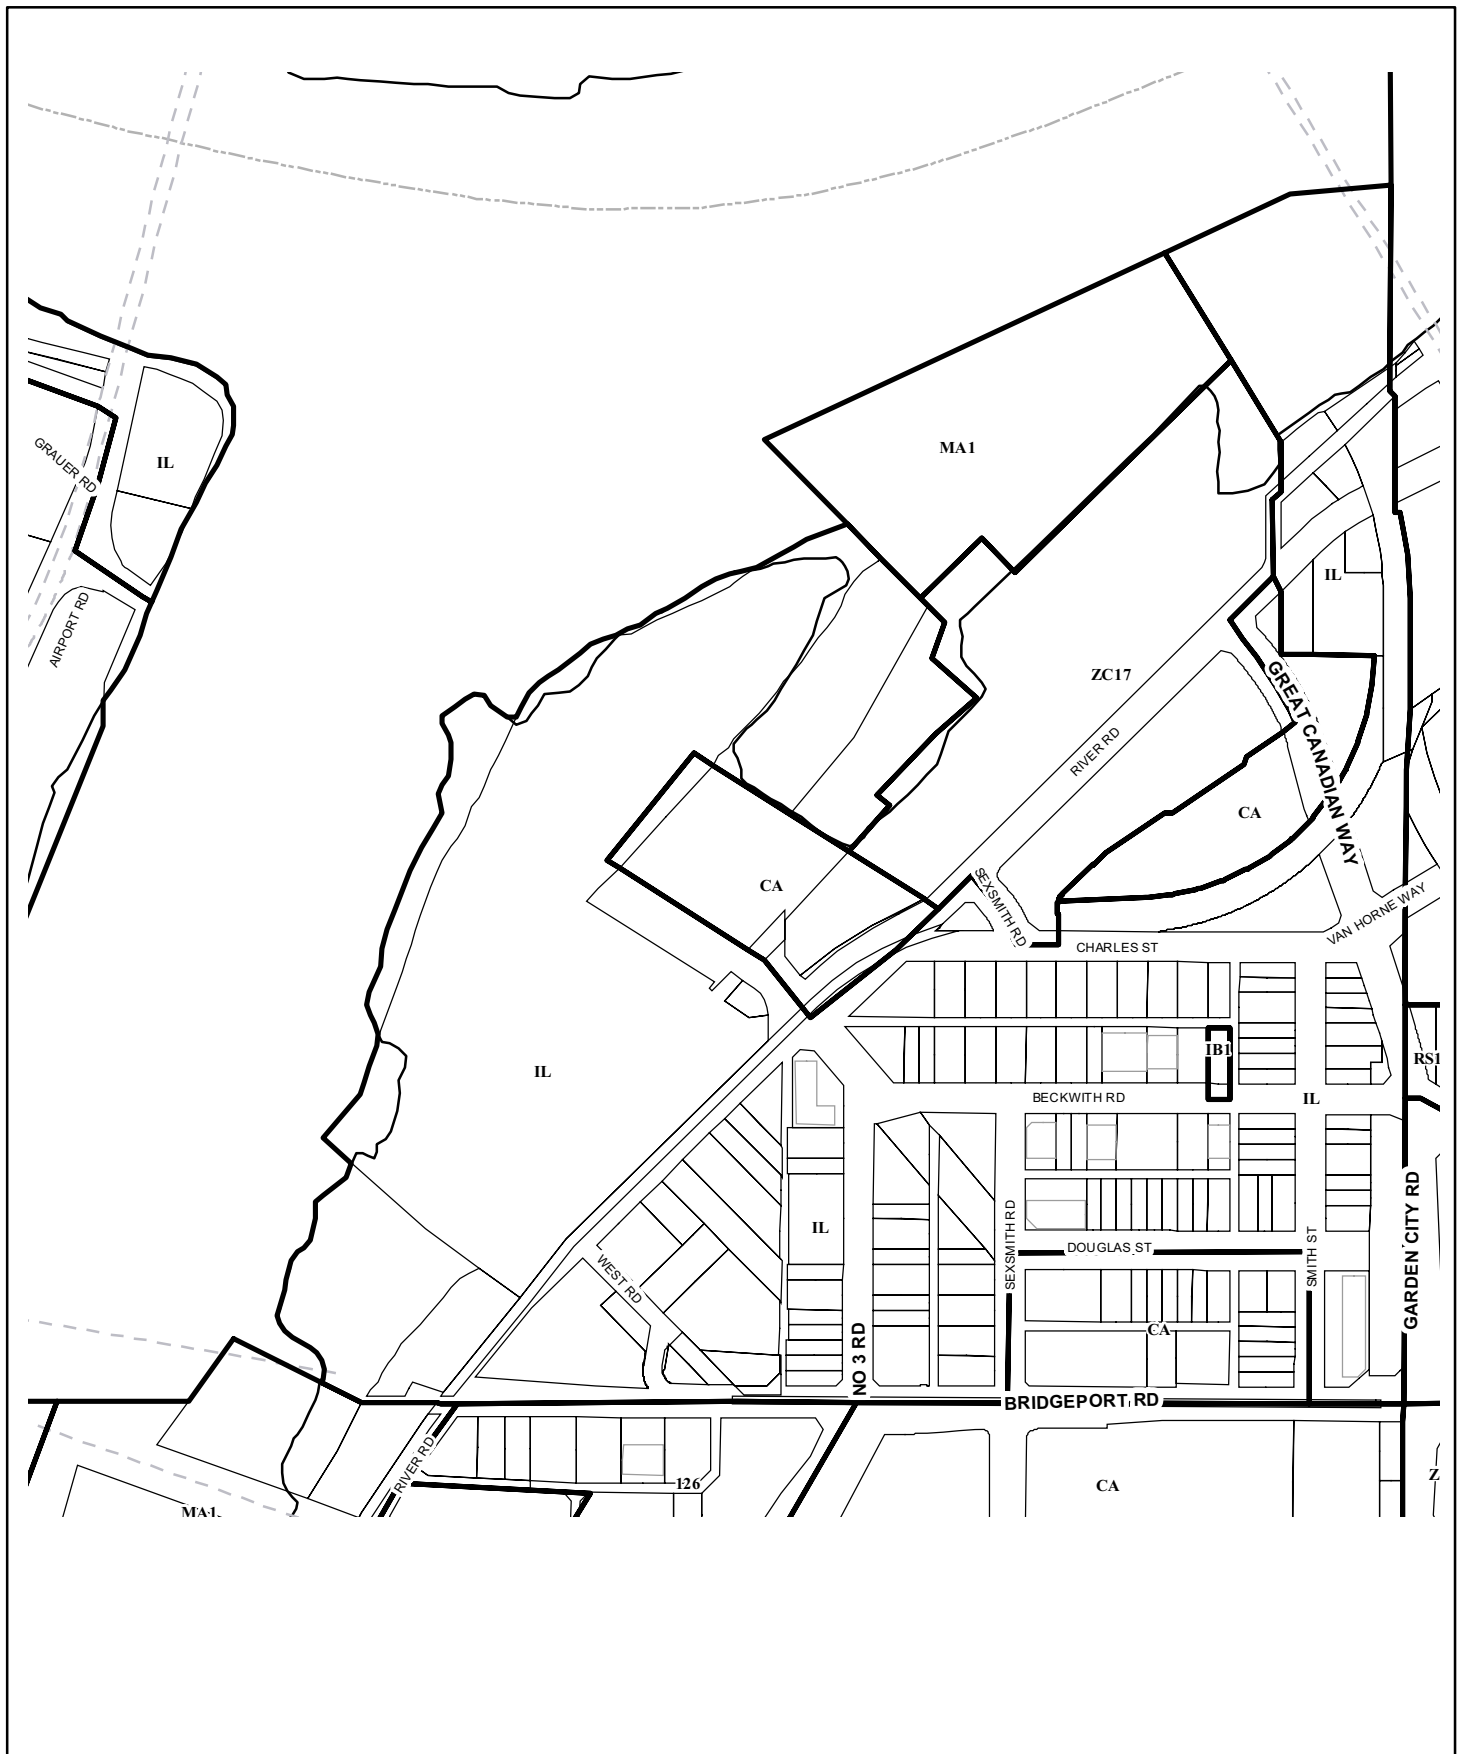 MA1
GRAUER RD
IL
IL
AIRPORT RD
ZC17
GREAT CANADIAN WAY
RIVER RD
CA
CA
SEXSMITH RD
VAN HORNE WAY
CHARLES ST
IB1
RS1
IL
BECKWITH RD
IL
GARDEN CITY RD
IL
SEXSMITH RD
DOUGLAS ST
SMITH ST
WEST RD
CA
NO 3 RD
BRIDGEPORT RD
RIVER RD
126
CA
Z
MA1